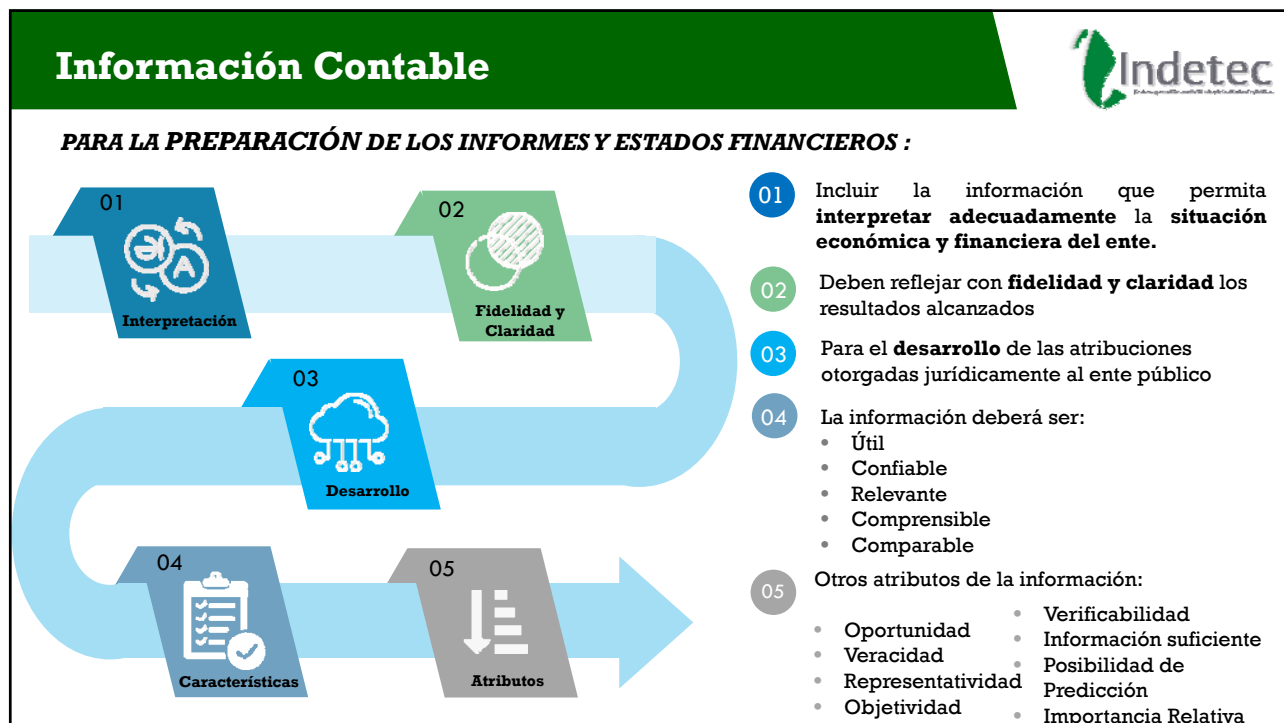 Información Contable
Indetec
PARA LA PREPARACIÓN DE LOS INFORMES Y ESTADOS FINANCIEROS :
01
Interpretación
02
Fidelidad y
Claridad
03
Desarrollo
04
Características
05
Atributos
01
Incluir la información que permita
interpretar adecuadamente la situación
económica y financiera del ente.
02
Deben reflejar con fidelidad y claridad los
resultados alcanzados
03
Para el desarrollo de las atribuciones
otorgadas jurídicamente al ente público
04
La información deberá ser:
• Útil
• Confiable
• Relevante
• Comprensible
• Comparable
05
Otros atributos de la información:
• Oportunidad
• Veracidad
• Representatividad
• Objetividad
• Verificabilidad
• Información suficiente
• Posibilidad de
Predicción
• Importancia Relativa